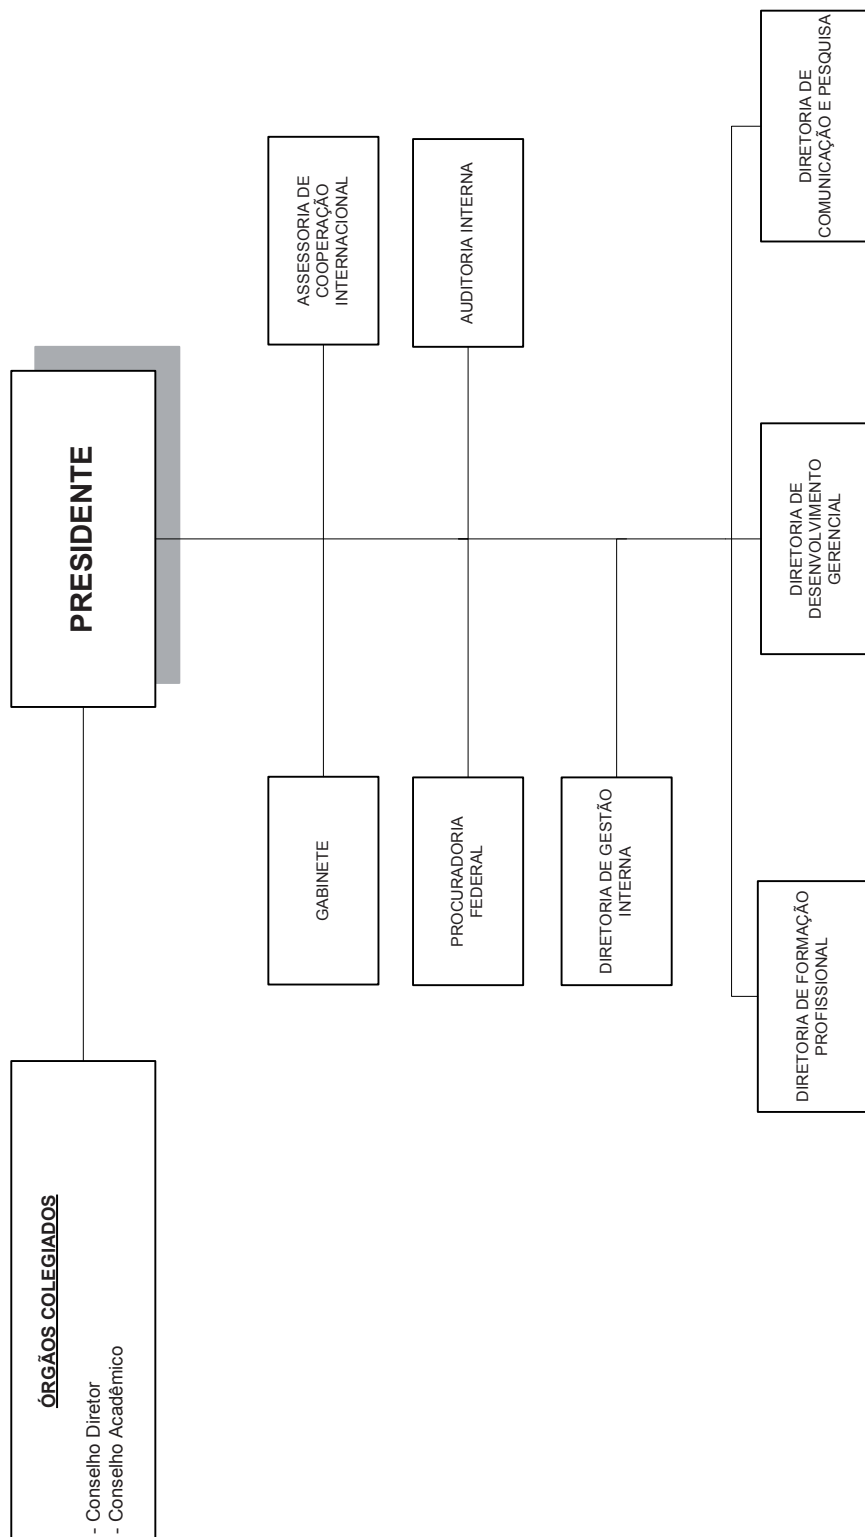 ÓRGÃOS COLEGIADOS
- Conselho Diretor
- Conselho Acadêmico
PRESIDENTE
GABINETE
ASSESSORIA DE
COOPERAÇÃO
INTERNACIONAL
PROCURADORIA
FEDERAL
AUDITORIA INTERNA
DIRETORIA DE GESTÃO
INTERNA
DIRETORIA DE FORMAÇÃO
PROFISSIONAL
DIRETORIA DE
DESENVOLVIMENTO
GERENCIAL
DIRETORIA DE
COMUNICAÇÃO E PESQUISA